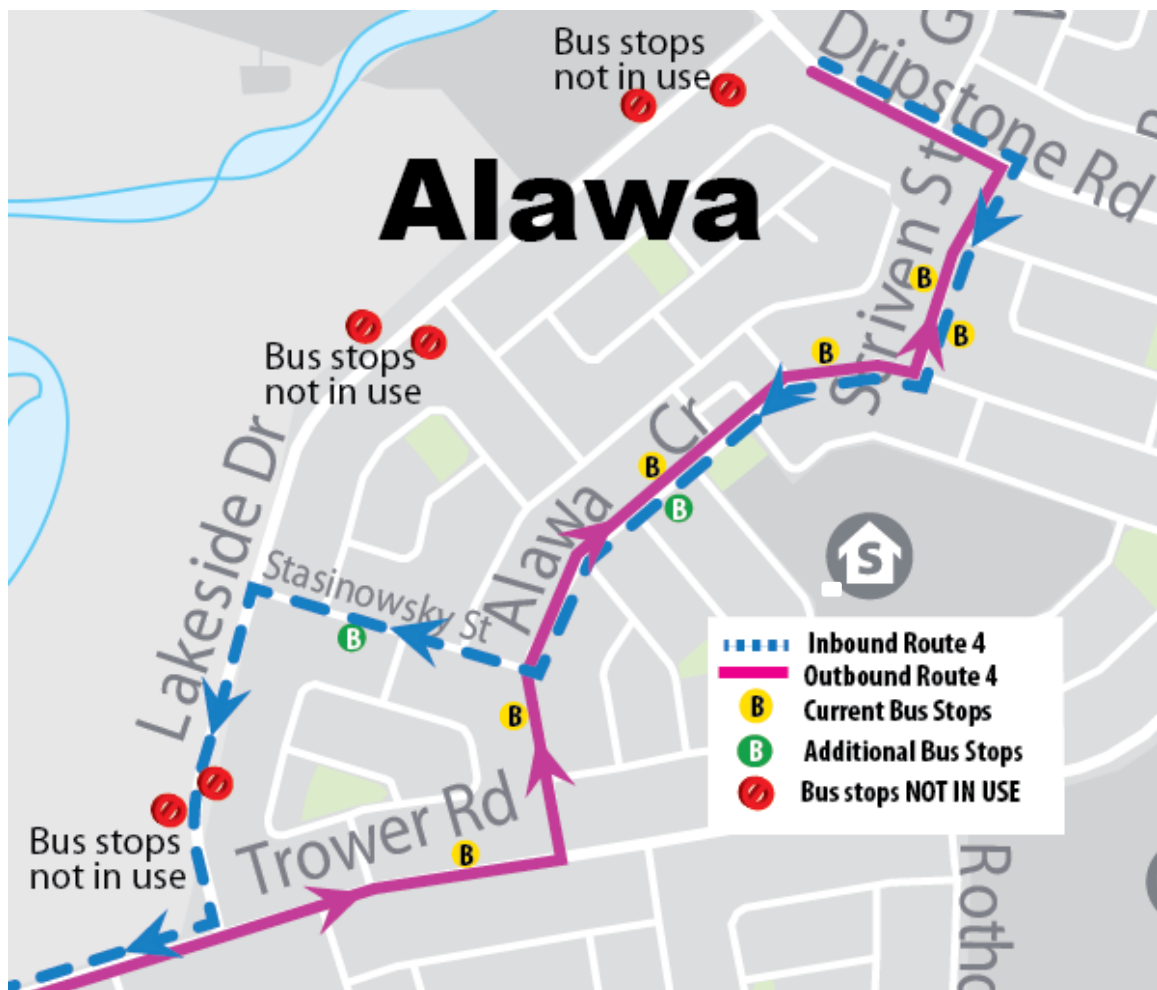 Bus stops
not in use
Dripstone Rd
G
Alawa
Scriven St
Bus stops
not in use
Lakeside Dr
Alawa Cr
Stasinowsky St
B
B
B
B
B
B
B
B
S
Inbound Route 4
Outbound Route 4
B Current Bus Stops
B Additional Bus Stops
Bus stops NOT IN USE
Bus stops
not in use
Trower Rd
Rotho